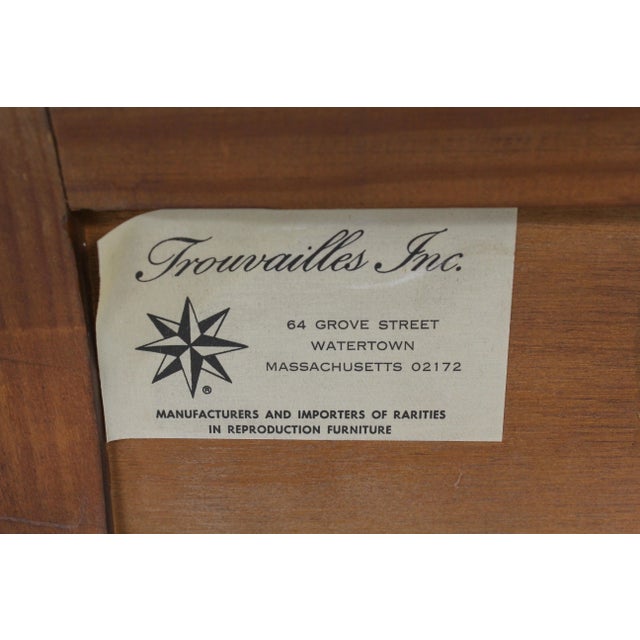 Trouvailles Inc.
64 GROVE STREET
WATERTOWN
MASSACHUSETTS 02172
®
MANUFACTURERS AND IMPORTERS OF RARITIES
IN REPRODUCTION FURNITURE